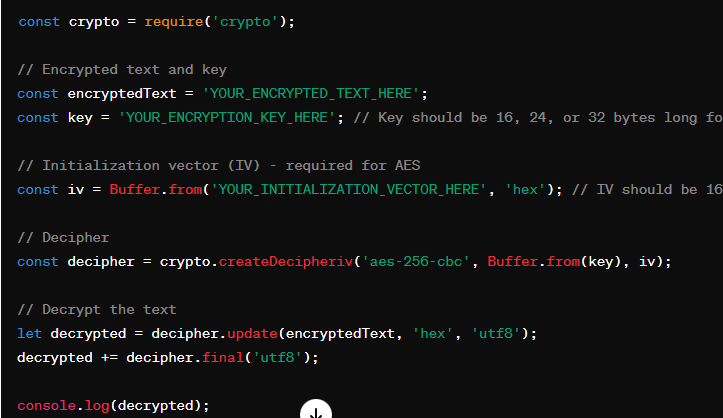 const crypto = require('crypto');
// Encrypted text and key
const encryptedText = 'YOUR_ENCRYPTED_TEXT_HERE';
const key = 'YOUR_ENCRYPTION_KEY_HERE'; // Key should be 16, 24, or 32 bytes long fo
// Initialization vector (IV) - required for AES
const iv = Buffer.from('YOUR_INITIALIZATION_VECTOR_HERE', 'hex'); // IV should be 16
// Decipher
const decipher = crypto.createDecipheriv('aes-256-cbc', Buffer.from(key), iv);
// Decrypt the text
let decrypted = decipher.update(encryptedText, 'hex', 'utf8');
decrypted += decipher.final('utf8');
console.log(decrypted);